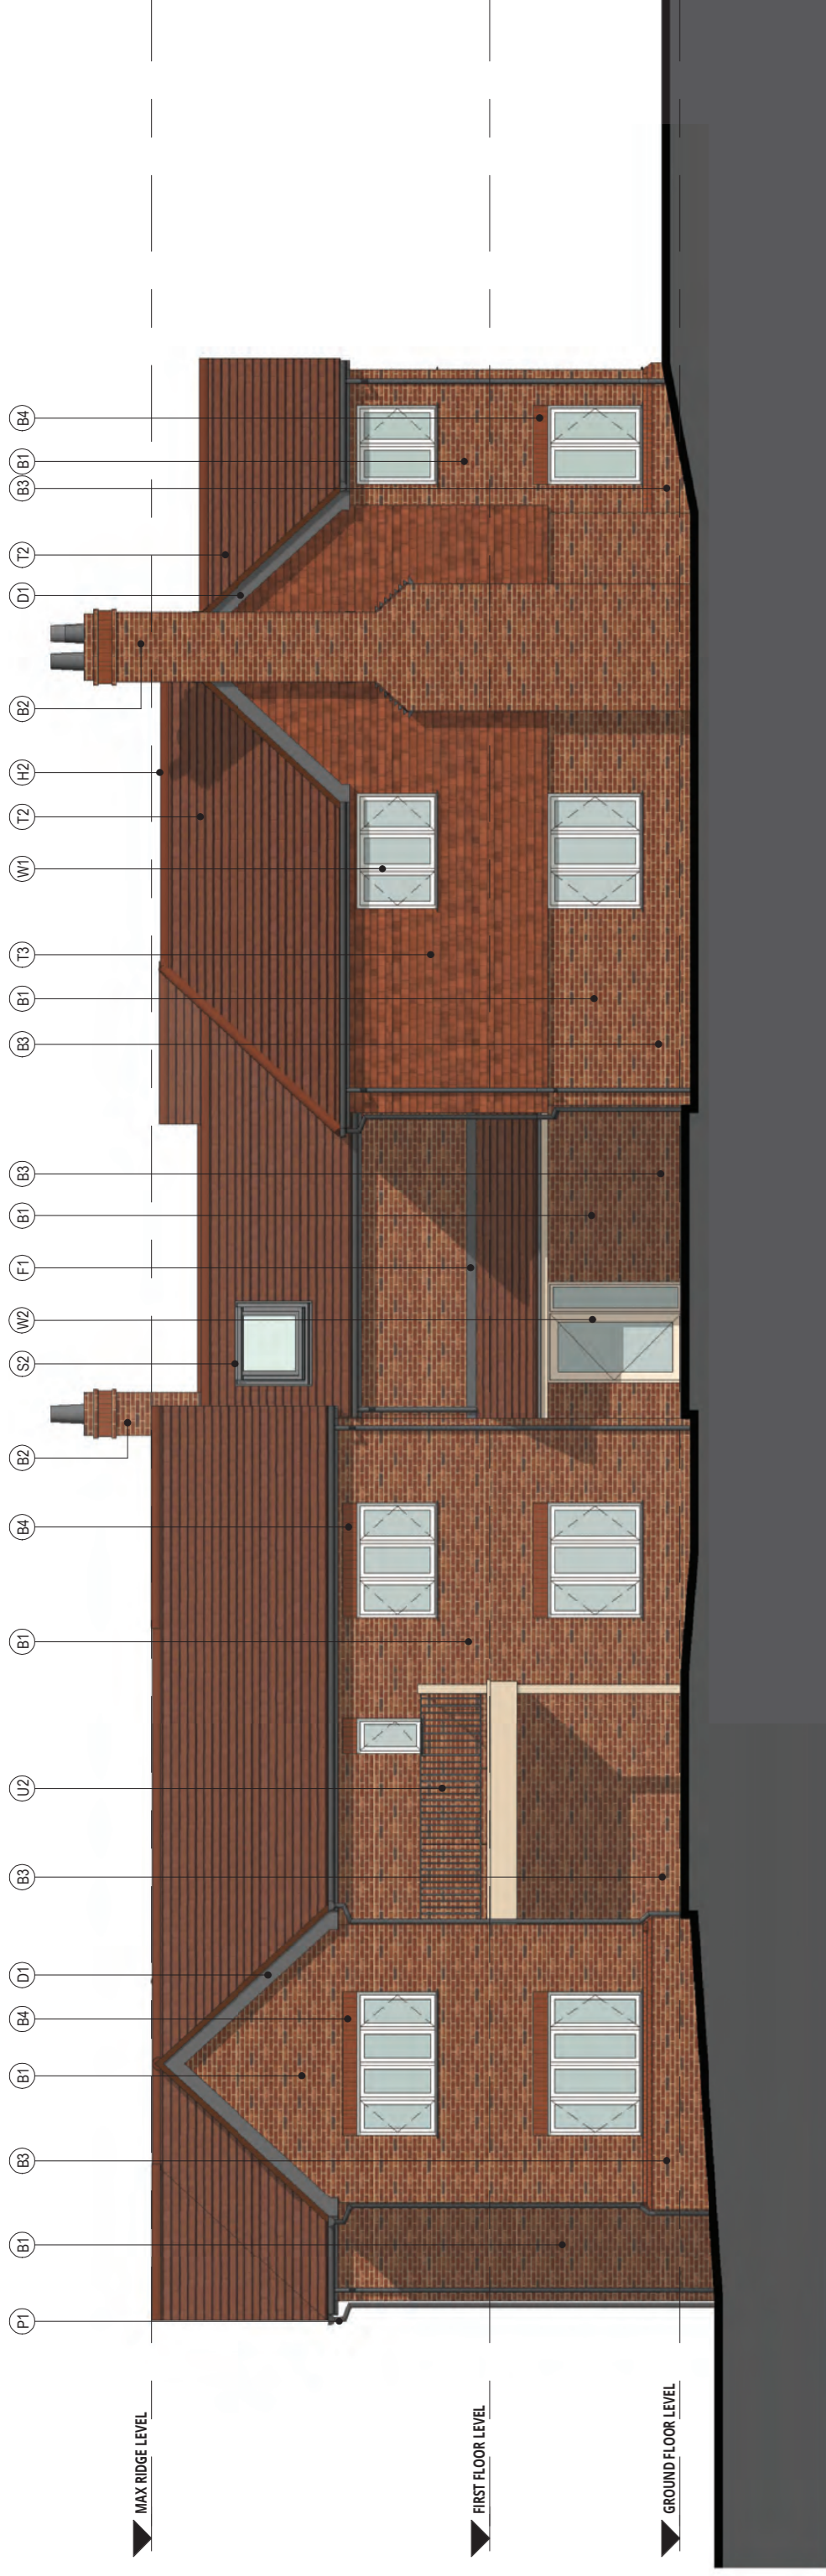 P1
B1
B3
B1
B4
D1
B3
U2
B1
B4
B2
S2
W2
F1
B1
B3
B3
B1
T3
W1
T2
H2
B2
D1
T2
B3
B1
B4
MAX RIDGE LEVEL
FIRST FLOOR LEVEL
GROUND FLOOR LEVEL